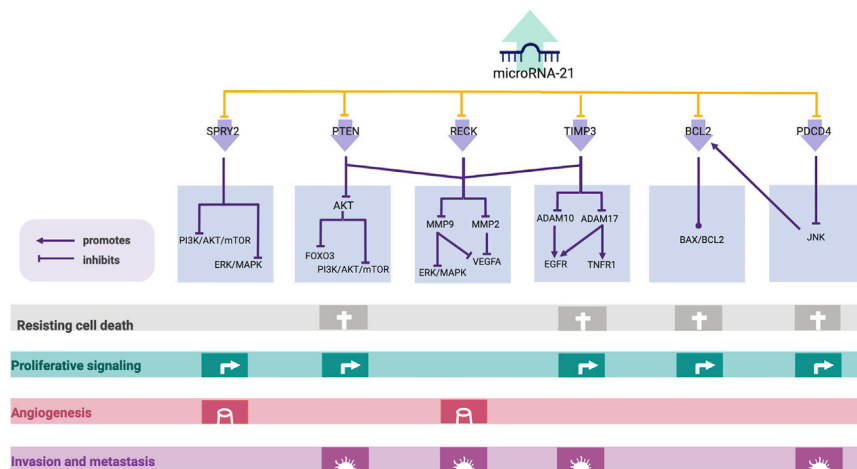 microRNA-21
SPRY2 PTEN RECK TIMP3 BCL2 PDCD4
AKT
MMP9 MMP2 ADAM10 ADAM17
promotes
inhibits
PI3K/AKT/mTOR FOXO3 BAX/BCL2 JNK
ERK/MAPK PI3K/AKT/mTOR ERK/MAPK VEGFA EGFR TNFR1
Resisting cell death
Proliferative signaling
Angiogenesis
Invasion and metastasis